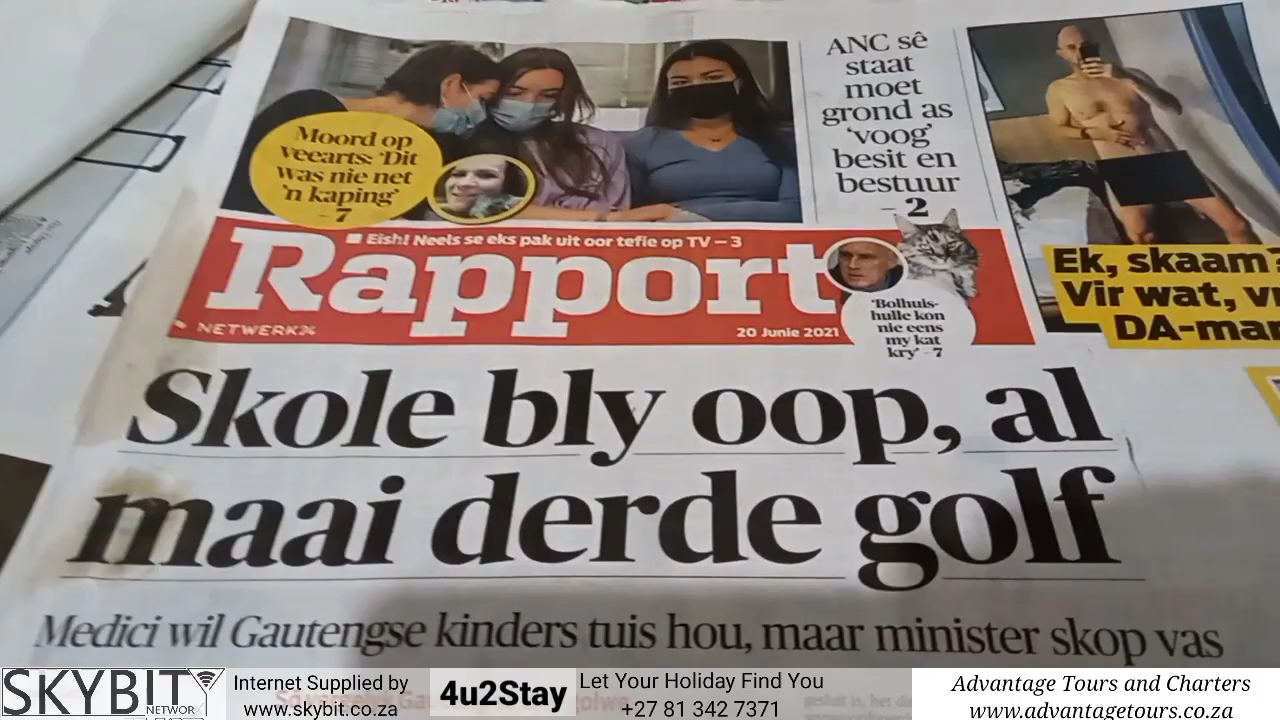 Moord op
Veearts: ‘Dit
was nie net
’n kaping’
– 7
ANC sê
staat
moet
grond as
‘voog’
besit en
bestuur
– 2
Ek, skaam?
Vir wat,
DA-
Eish! Neels se eks pak uit oor tefie op TV – 3
Rapport
NETWERK24
20 Junie 2021
‘Bolhuis-
hulle kon
nie eens
my kat
kry’ – 7
Skole bly oop, al
maai derde golf
Medici wil Gautengse kinders tuis hou, maar minister skop vas
SKYBIT
NETWORK
Internet Supplied by
www.skybit.co.za
4u2Stay
Let Your Holiday Find You
+27 81 342 7371
Advantage Tours and Charters
www.advantagetours.co.za